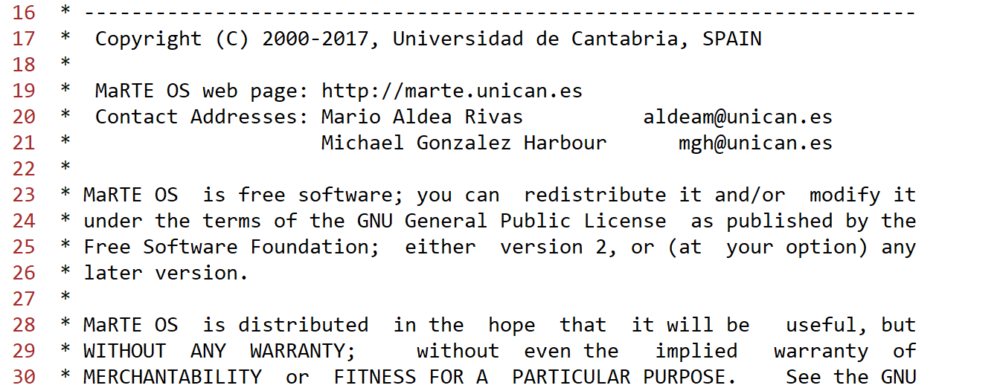 16  * ----------------------------------------------------------------------
17  *  Copyright (C) 2000-2017, Universidad de Cantabria, SPAIN
18  *
19  *  MaRTE OS web page: http://marte.unican.es
20  *  Contact Addresses: Mario Aldea Rivas          aldeam@unican.es
21  *                     Michael Gonzalez Harbour      mgh@unican.es
22  *
23  * MaRTE OS  is free software; you can  redistribute it and/or  modify it
24  * under the terms of the GNU General Public License  as published by the
25  * Free Software Foundation;  either  version 2, or (at  your option) any
26  * later version.
27  *
28  * MaRTE OS  is distributed  in the  hope  that  it will be   useful, but
29  * WITHOUT  ANY  WARRANTY;     without  even the   implied   warranty  of
30  * MERCHANTABILITY  or  FITNESS FOR A  PARTICULAR PURPOSE.    See the GNU